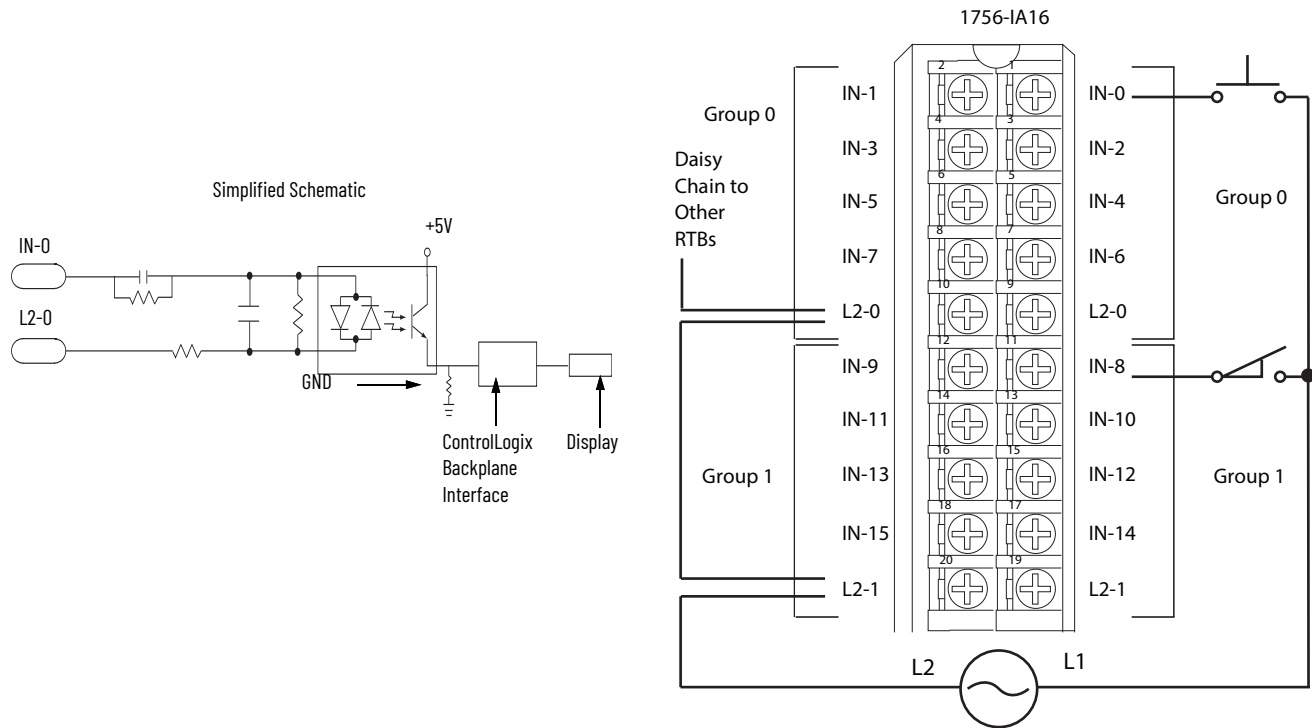 1756-IA16
Simplified Schematic
IN-0
L2-0
+5V
GND
ControlLogix
Backplane
Interface
Display
Group 0
Daisy
Chain to
Other
RTBs
Group 1
IN-1
IN-3
IN-5
IN-7
L2-0
IN-9
IN-11
IN-13
IN-15
L2-1
2 1
4 3
6 5
8 7
10 9
12 11
14 13
16 15
18 17
20 19
IN-0
IN-2
IN-4
IN-6
L2-0
IN-8
IN-10
IN-12
IN-14
L2-1
Group 0
Group 1
L2
L1